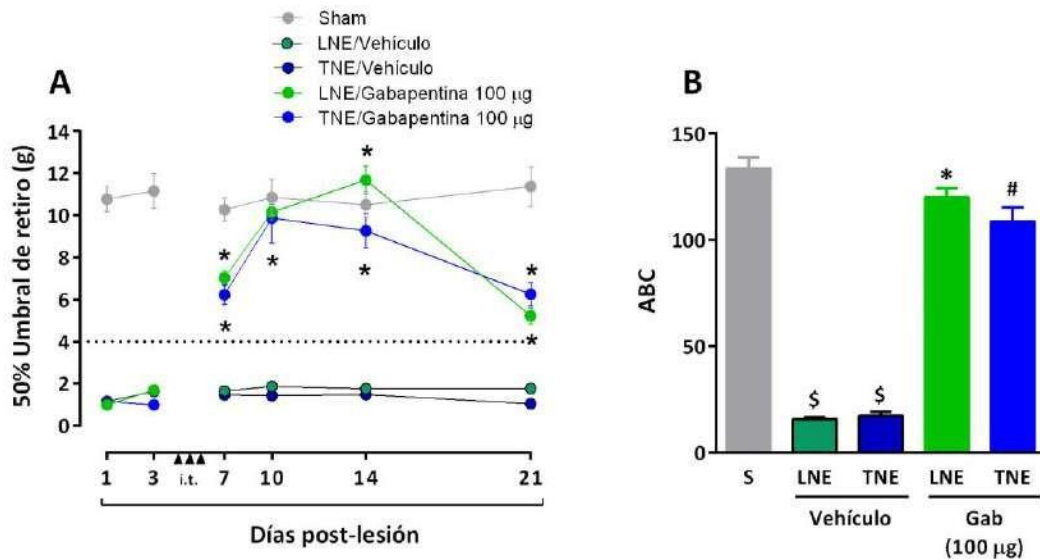 Sham
LNE/Vehículo
TNE/Vehículo
LNE/Gabapentina 100 µg
TNE/Gabapentina 100 µg
A
50% Umbral de retiro (g)
14
12
10
8
6
4
2
0
*
*
*
*
*
*
*
1 3 i.t. 7 10 14 21
Días post-lesión
B
ABC
150
100
50
0
$ $ * #
S LNE TNE LNE TNE
Vehículo Gab
(100 µg)